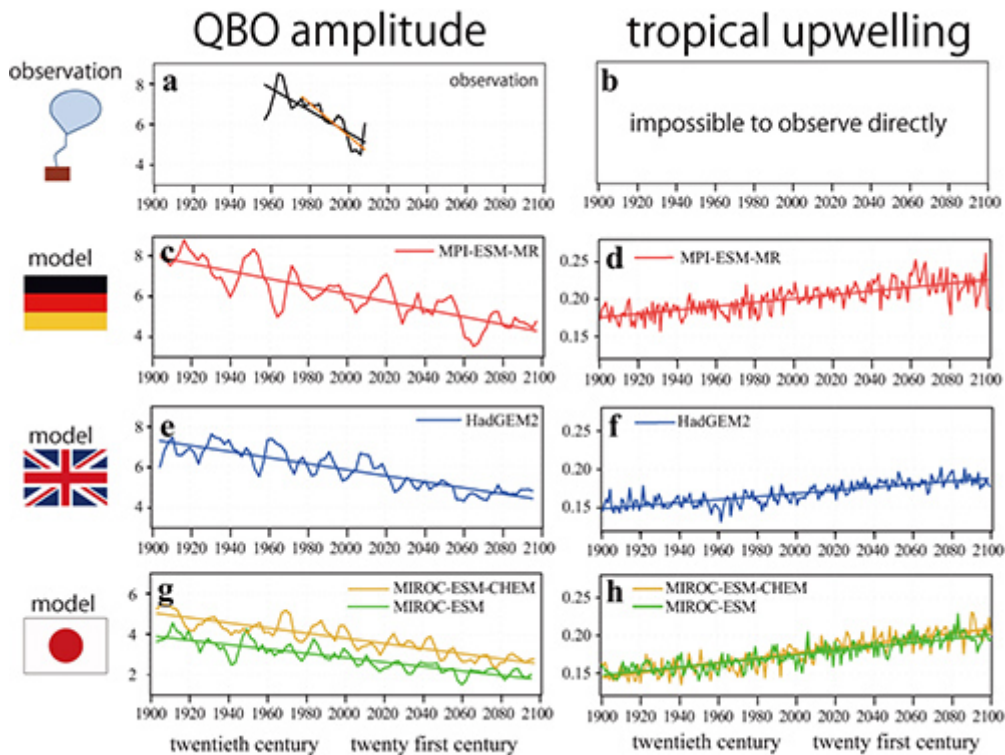 QBO amplitude
tropical upwelling
observation
a
observation
8
6
4
1900 1920 1940 1960 1980 2000 2020 2040 2060 2080 2100
b
impossible to observe directly
1900 1920 1940 1960 1980 2000 2020 2040 2060 2080 2100
model
c
MPI-ESM-MR
8
6
4
1900 1920 1940 1960 1980 2000 2020 2040 2060 2080 2100
d
MPI-ESM-MR
0.25
0.20
0.15
1900 1920 1940 1960 1980 2000 2020 2040 2060 2080 2100
model
e
HadGEM2
8
6
4
1900 1920 1940 1960 1980 2000 2020 2040 2060 2080 2100
f
HadGEM2
0.25
0.20
0.15
1900 1920 1940 1960 1980 2000 2020 2040 2060 2080 2100
model
g
MIROC-ESM-CHEM
MIROC-ESM
6
4
2
1900 1920 1940 1960 1980 2000 2020 2040 2060 2080 2100
twentieth century twenty first century
h
MIROC-ESM-CHEM
MIROC-ESM
0.25
0.20
0.15
1900 1920 1940 1960 1980 2000 2020 2040 2060 2080 2100
twentieth century twenty first century